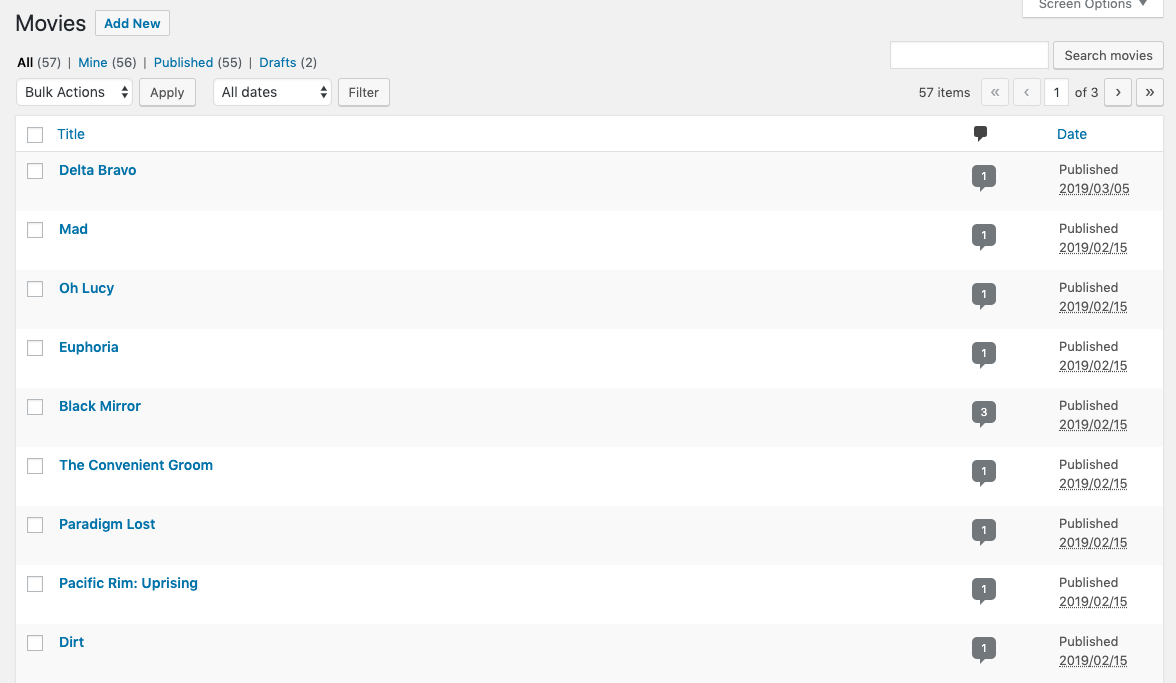 Screen Options ▼
Movies Add New
All (57) | Mine (56) | Published (55) | Drafts (2)
Search movies
Bulk Actions Apply All dates Filter 57 items « ‹ 1 of 3 › »
Title Date
Delta Bravo 1 Published
2019/03/05
Mad 1 Published
2019/02/15
Oh Lucy 1 Published
2019/02/15
Euphoria 1 Published
2019/02/15
Black Mirror 3 Published
2019/02/15
The Convenient Groom 1 Published
2019/02/15
Paradigm Lost 1 Published
2019/02/15
Pacific Rim: Uprising 1 Published
2019/02/15
Dirt 1 Published
2019/02/15